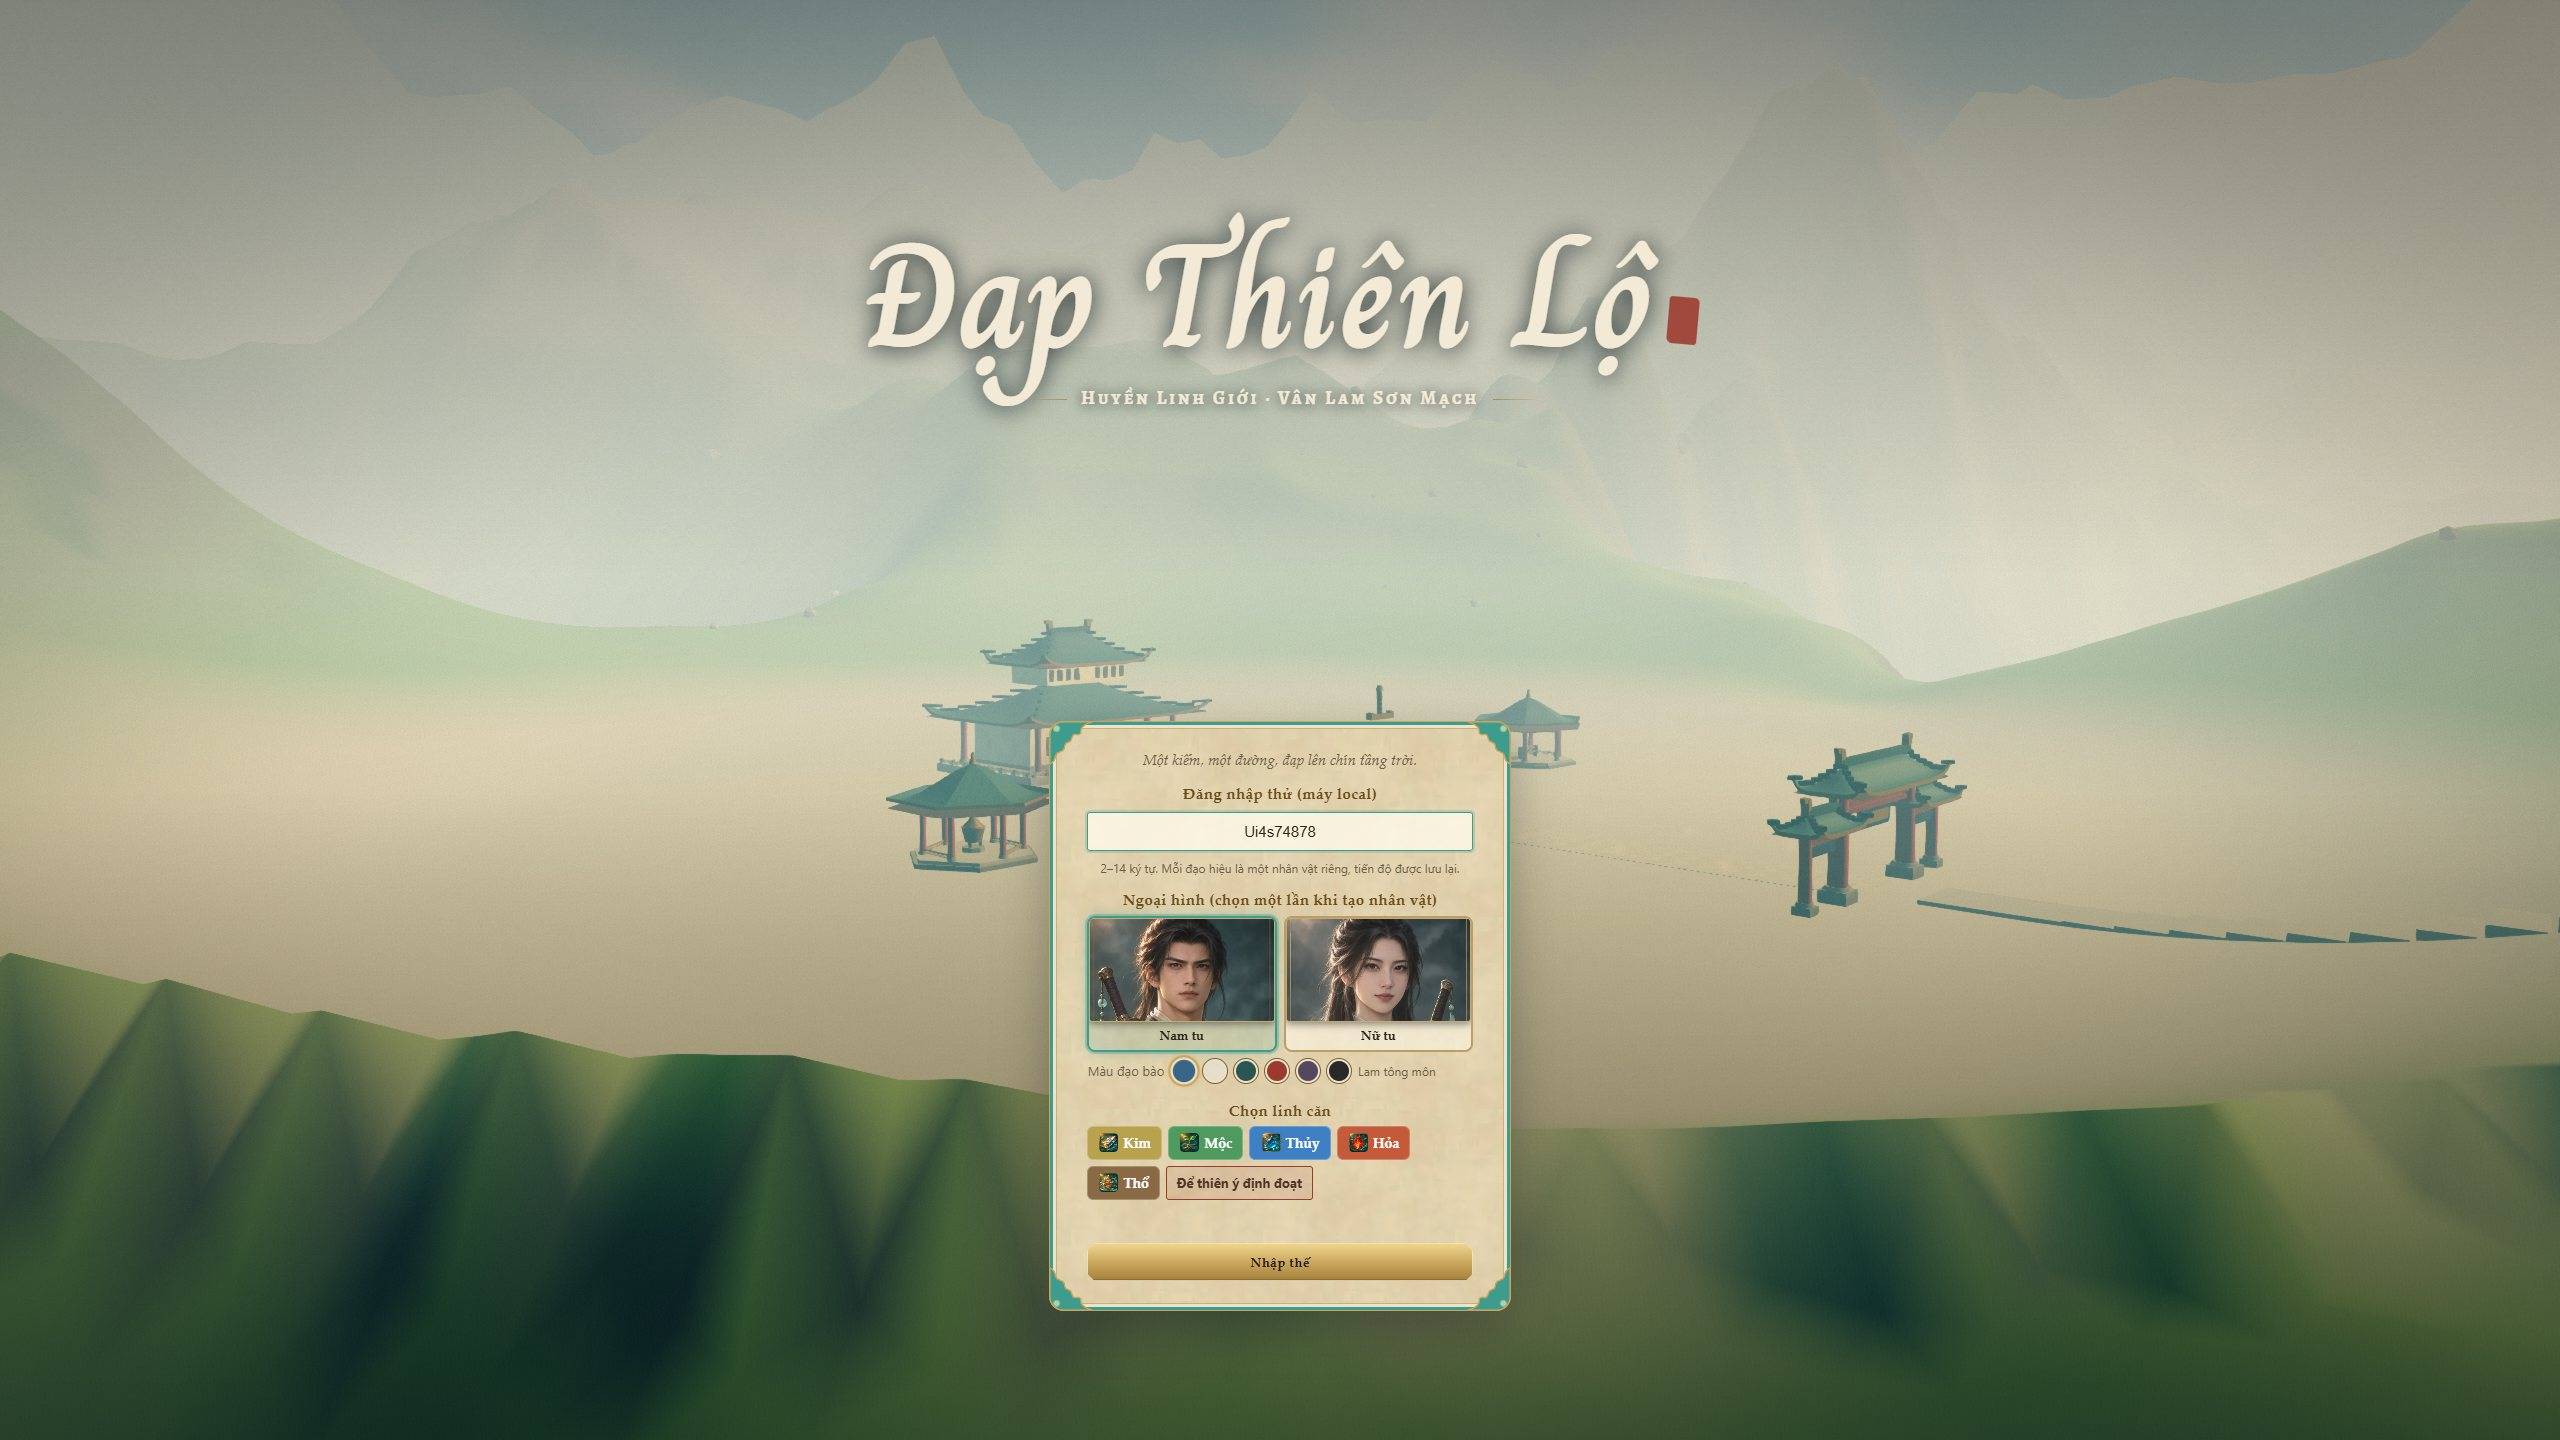 Đạp Thiên Lộ
Huyền Linh Giới · Vân Lam Sơn Mạch
Một kiếm, một đường, đạp lên chín tầng trời.
Đăng nhập thử (máy local)
Ui4s74878
2–14 ký tự. Mỗi đạo hiệu là một nhân vật riêng, tiến độ được lưu lại.
Ngoại hình (chọn một lần khi tạo nhân vật)
Nam tu Nữ tu
Màu đạo bào Lam tông môn
Chọn linh căn
Kim Mộc Thủy Hỏa
Thổ Để thiên ý định đoạt
Nhập thế